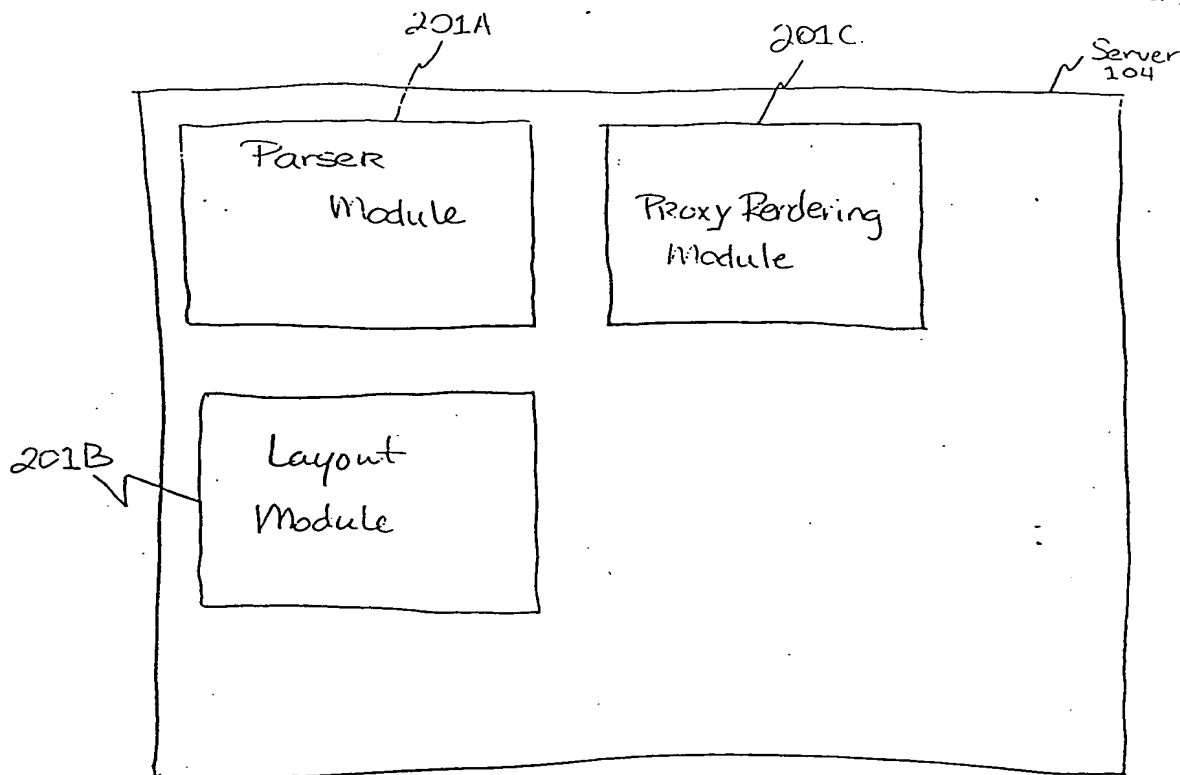 201A
201C.
Server
104
Parser
Module
Proxy Rendering
Module
201B
Layout
Module